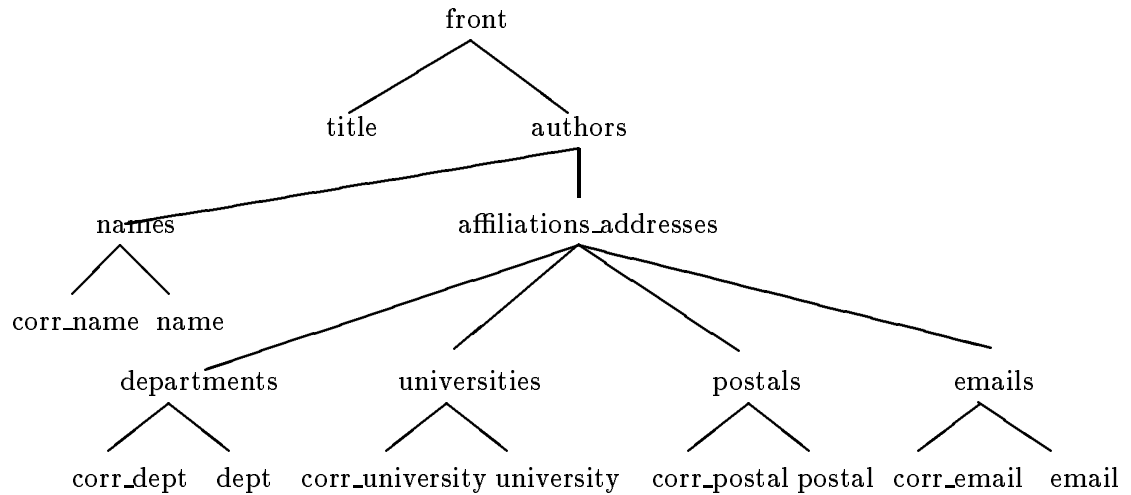 front
title authors
names affiliations_addresses
corr_name name
departments universities postals emails
corr_dept dept corr_university university corr_postal postal corr_email email